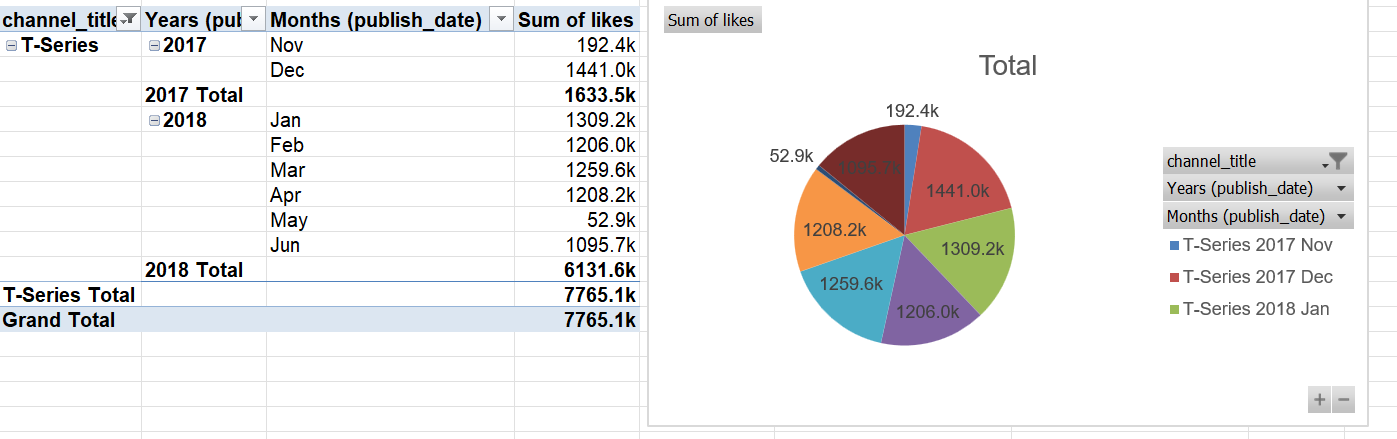 channel_title Years (pub Months (publish_date) Sum of likes
T-Series 2017 Nov 192.4k
Dec 1441.0k
2017 Total 1633.5k
2018 Jan 1309.2k
Feb 1206.0k
Mar 1259.6k
Apr 1208.2k
May 52.9k
Jun 1095.7k
2018 Total 6131.6k
T-Series Total 7765.1k
Grand Total 7765.1k
Sum of likes
Total
192.4k
52.9k
1095.7k
1441.0k
1208.2k
1309.2k
1259.6k
1206.0k
channel_title
Years (publish_date)
Months (publish_date)
T-Series 2017 Nov
T-Series 2017 Dec
T-Series 2018 Jan